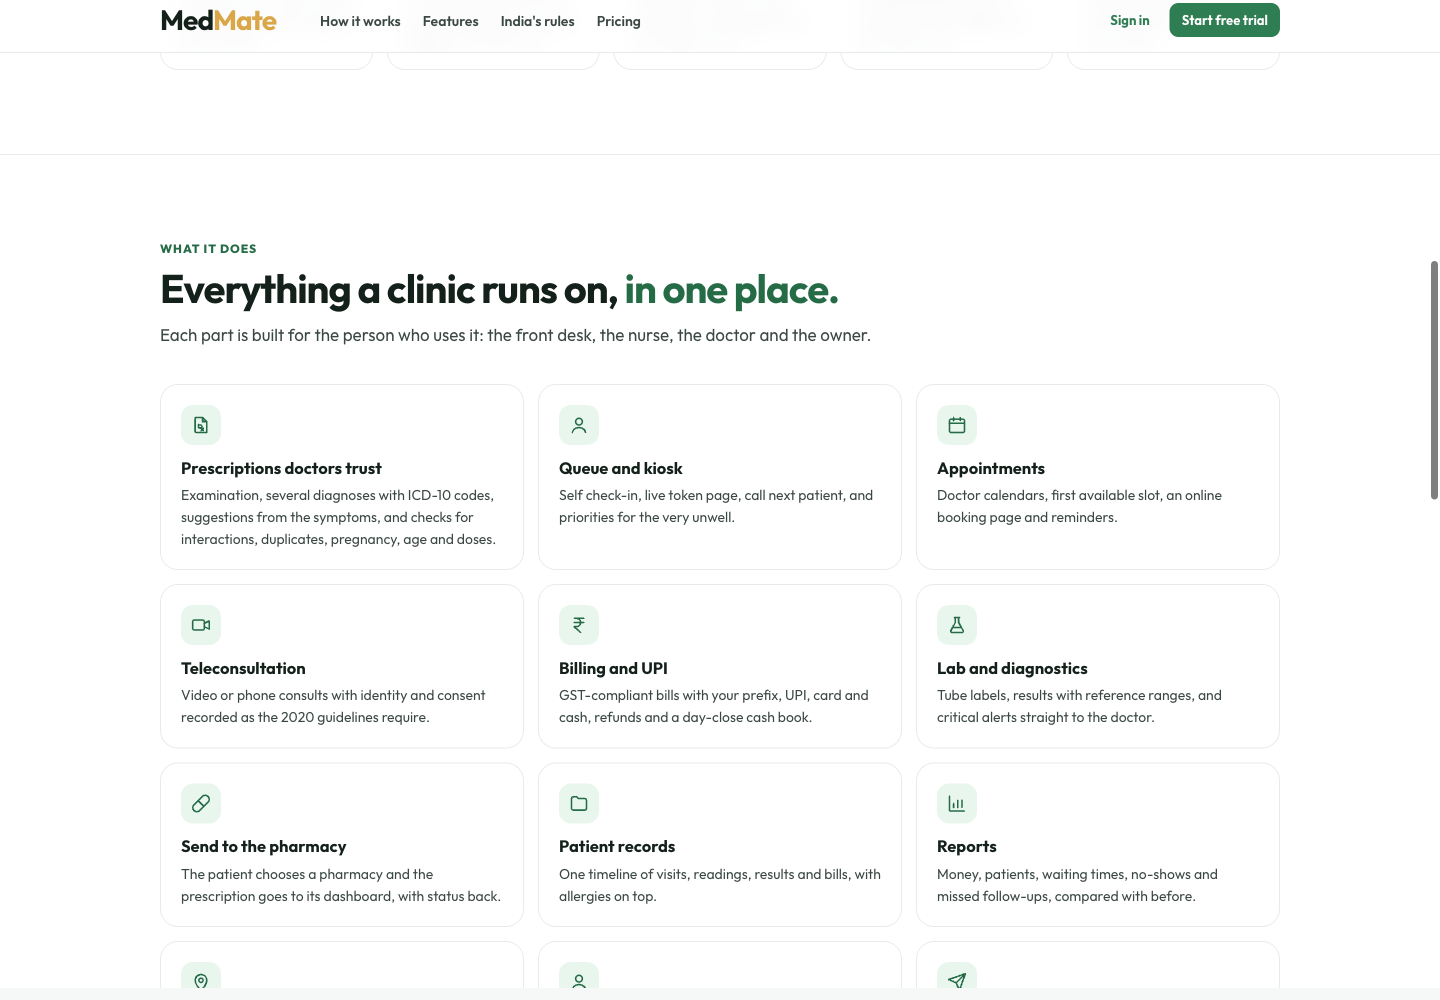 MedMate
How it works
Features
India's rules
Pricing
Sign in
Start free trial
WHAT IT DOES
Everything a clinic runs on, in one place.
Each part is built for the person who uses it: the front desk, the nurse, the doctor and the owner.
Prescriptions doctors trust
Examination, several diagnoses with ICD-10 codes,
suggestions from the symptoms, and checks for
interactions, duplicates, pregnancy, age and doses.
Queue and kiosk
Self check-in, live token page, call next patient, and
priorities for the very unwell.
Appointments
Doctor calendars, first available slot, an online
booking page and reminders.
Teleconsultation
Video or phone consults with identity and consent
recorded as the 2020 guidelines require.
Billing and UPI
GST-compliant bills with your prefix, UPI, card and
cash, refunds and a day-close cash book.
Lab and diagnostics
Tube labels, results with reference ranges, and
critical alerts straight to the doctor.
Send to the pharmacy
The patient chooses a pharmacy and the
prescription goes to its dashboard, with status back.
Patient records
One timeline of visits, readings, results and bills, with
allergies on top.
Reports
Money, patients, waiting times, no-shows and
missed follow-ups, compared with before.